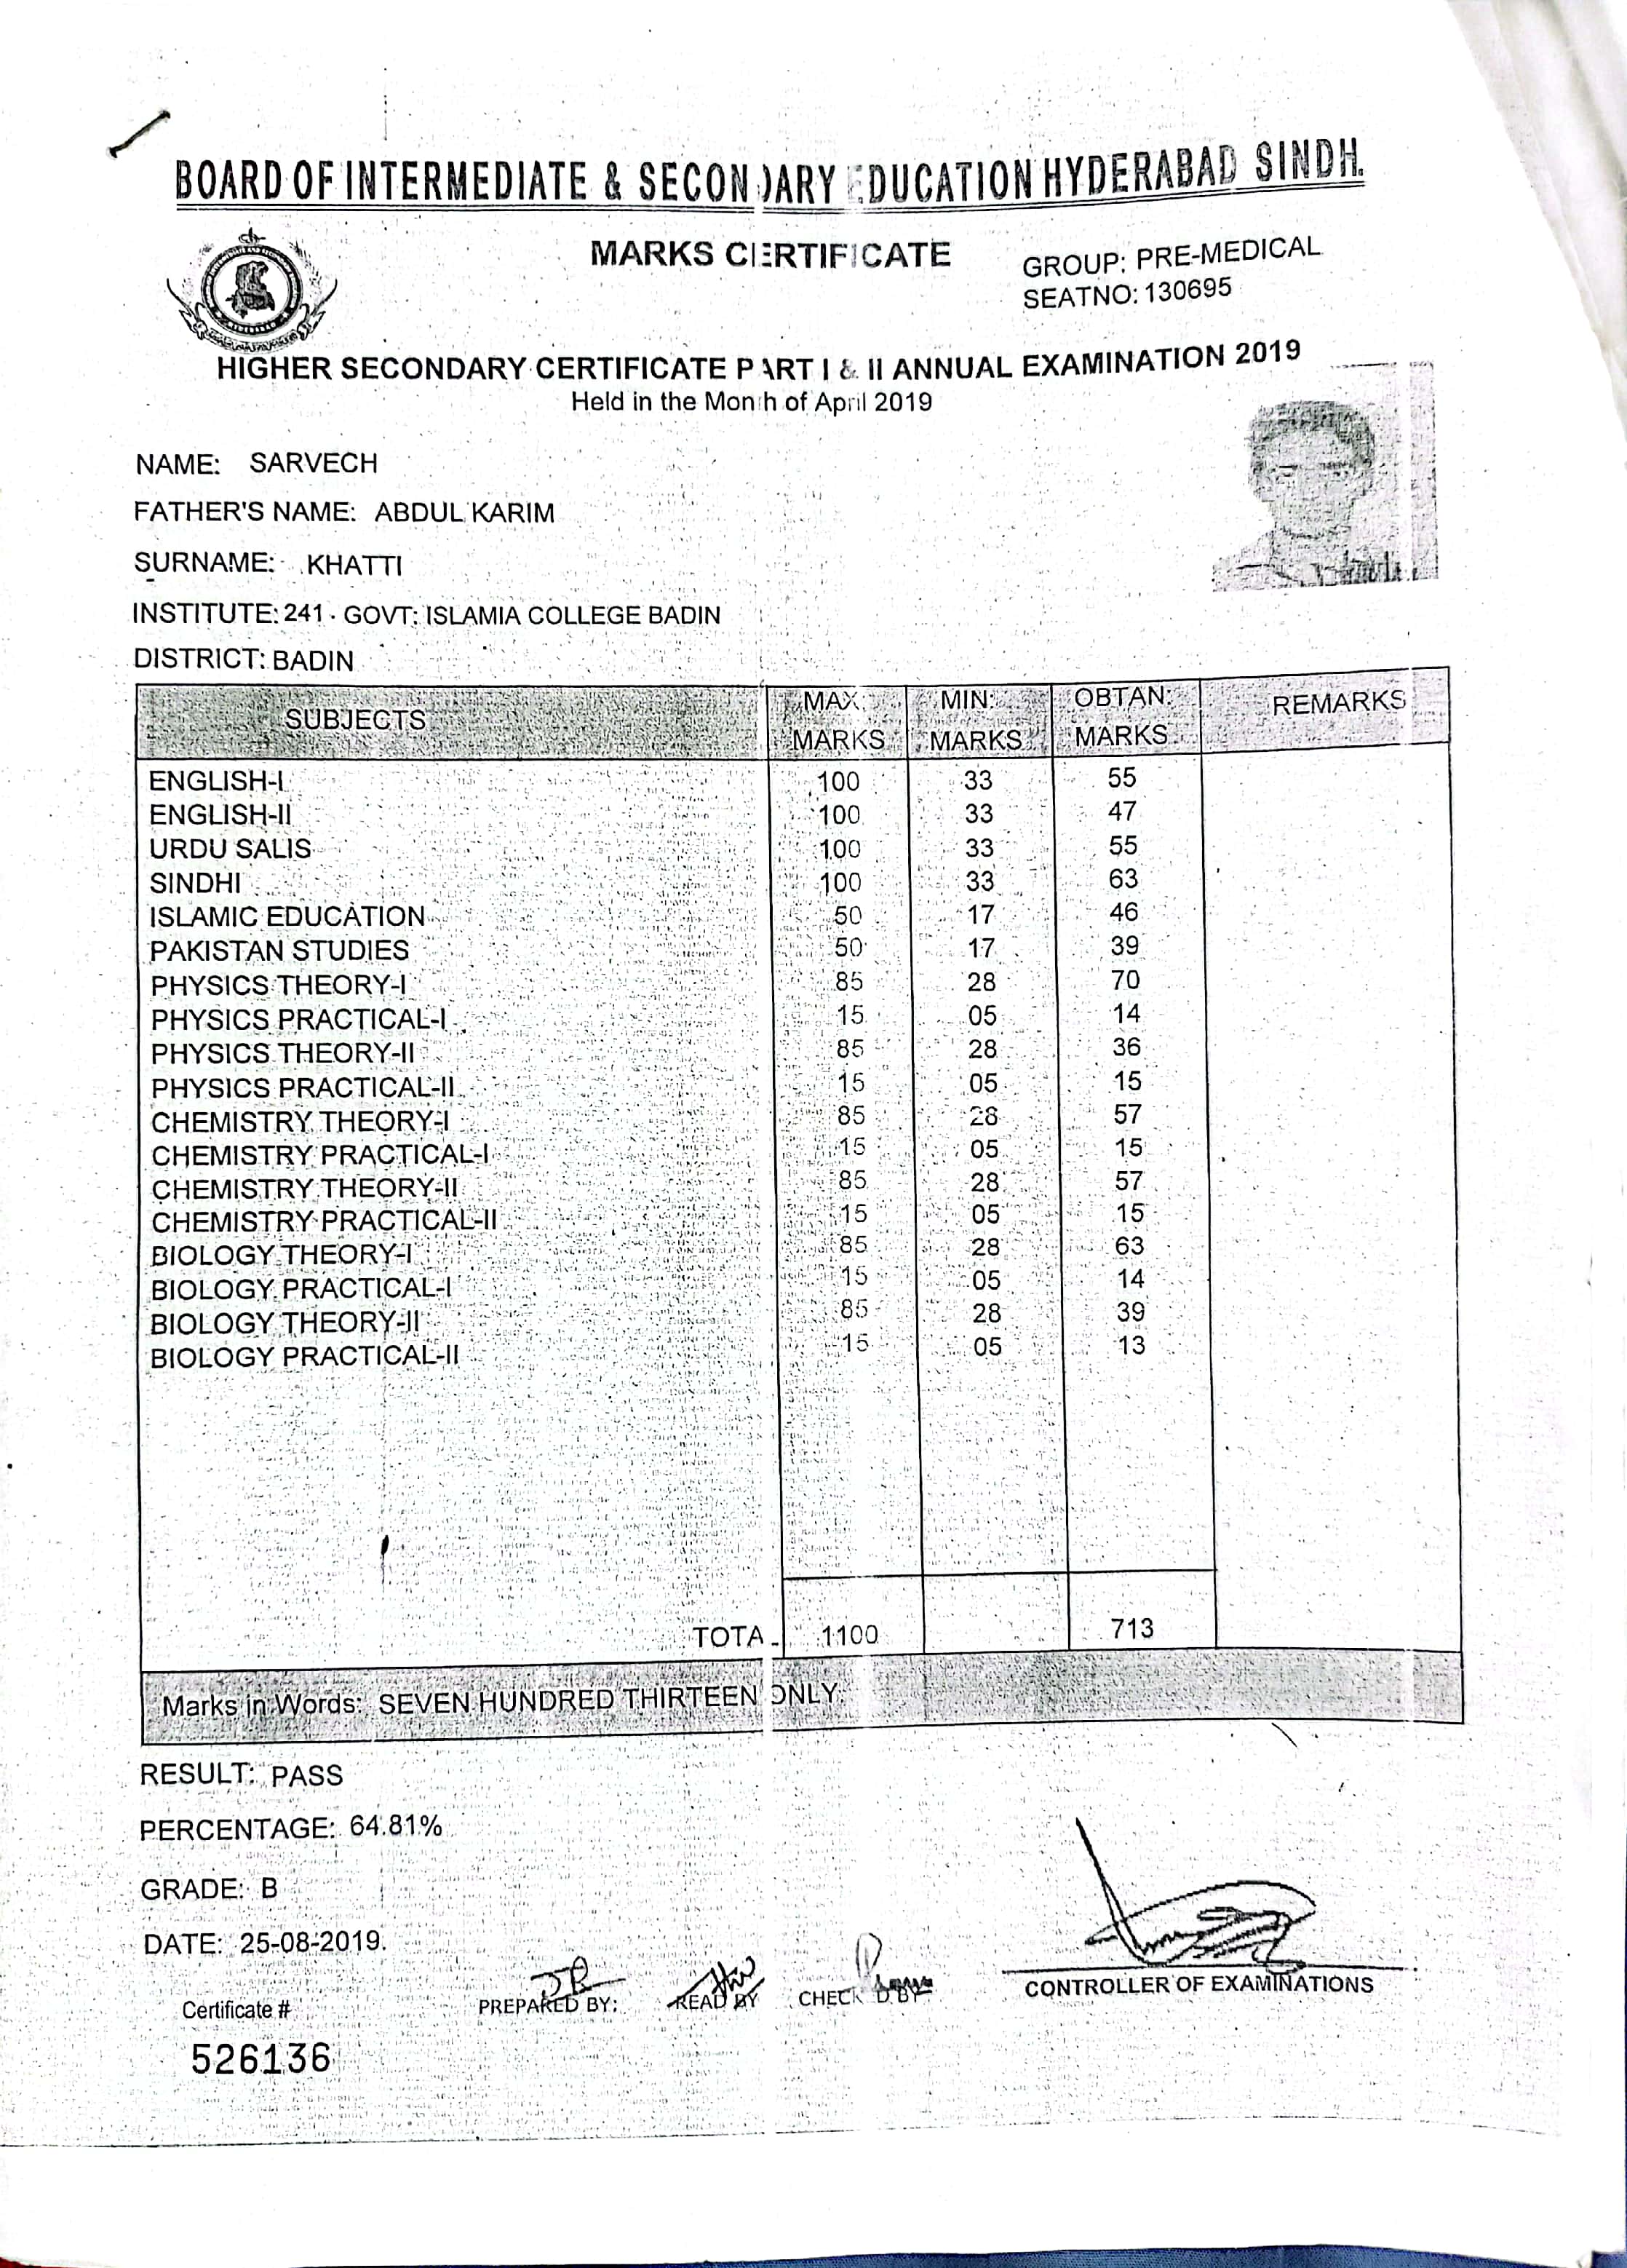 BOARD OF INTERMEDIATE & SECONDARY EDUCATION HYDERABAD SINDH.
MARKS CERTIFICATE
GROUP: PRE-MEDICAL
SEATNO: 130695
HIGHER SECONDARY CERTIFICATE PART I & II ANNUAL EXAMINATION 2019
Held in the Month of April 2019
NAME: SARVECH
FATHER'S NAME: ABDUL KARIM
SURNAME: KHATTI
INSTITUTE: 241 - GOVT: ISLAMIA COLLEGE BADIN
DISTRICT: BADIN
SUBJECTS MAX: MARKS MIN: MARKS OBTAN: MARKS REMARKS
ENGLISH-I 100 33 55
ENGLISH-II 100 33 47
URDU SALIS 100 33 55
SINDHI 100 33 63
ISLAMIC EDUCATION 50 17 46
PAKISTAN STUDIES 50 17 39
PHYSICS THEORY-I 85 28 70
PHYSICS PRACTICAL-I 15 05 14
PHYSICS THEORY-II 85 28 36
PHYSICS PRACTICAL-II 15 05 15
CHEMISTRY THEORY-I 85 28 57
CHEMISTRY PRACTICAL-I 15 05 15
CHEMISTRY THEORY-II 85 28 57
CHEMISTRY PRACTICAL-II 15 05 15
BIOLOGY THEORY-I 85 28 63
BIOLOGY PRACTICAL-I 15 05 14
BIOLOGY THEORY-II 85 28 39
BIOLOGY PRACTICAL-II 15 05 13
TOTAL 1100 713
Marks in Words: SEVEN HUNDRED THIRTEEN ONLY
RESULT: PASS
PERCENTAGE: 64.81%
GRADE: B
DATE: 25-08-2019.
PREPARED BY: READ BY CHECK D BY CONTROLLER OF EXAMINATIONS
Certificate #
526136